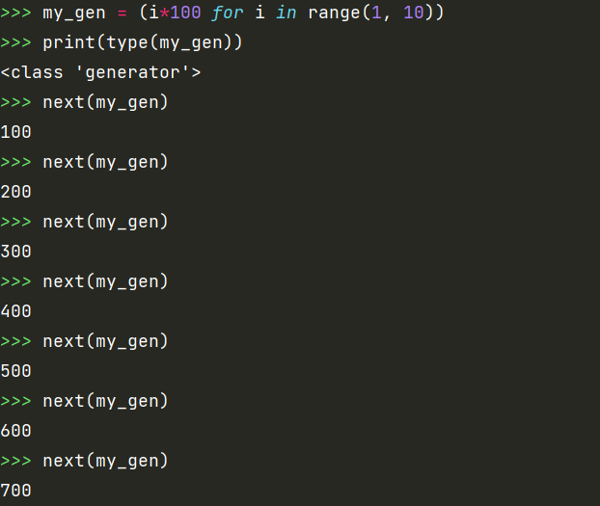 >>> my_gen = (i*100 for i in range(1, 10))
>>> print(type(my_gen))
<class 'generator'>
>>> next(my_gen)
100
>>> next(my_gen)
200
>>> next(my_gen)
300
>>> next(my_gen)
400
>>> next(my_gen)
500
>>> next(my_gen)
600
>>> next(my_gen)
700